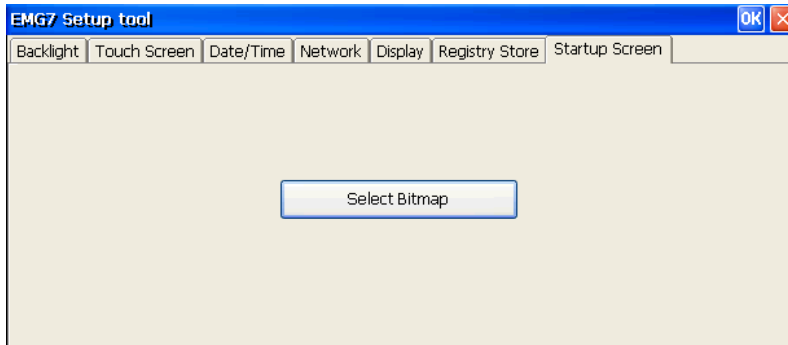 EMG7 Setup tool OK
Backlight Touch Screen Date/Time Network Display Registry Store Startup Screen
Select Bitmap